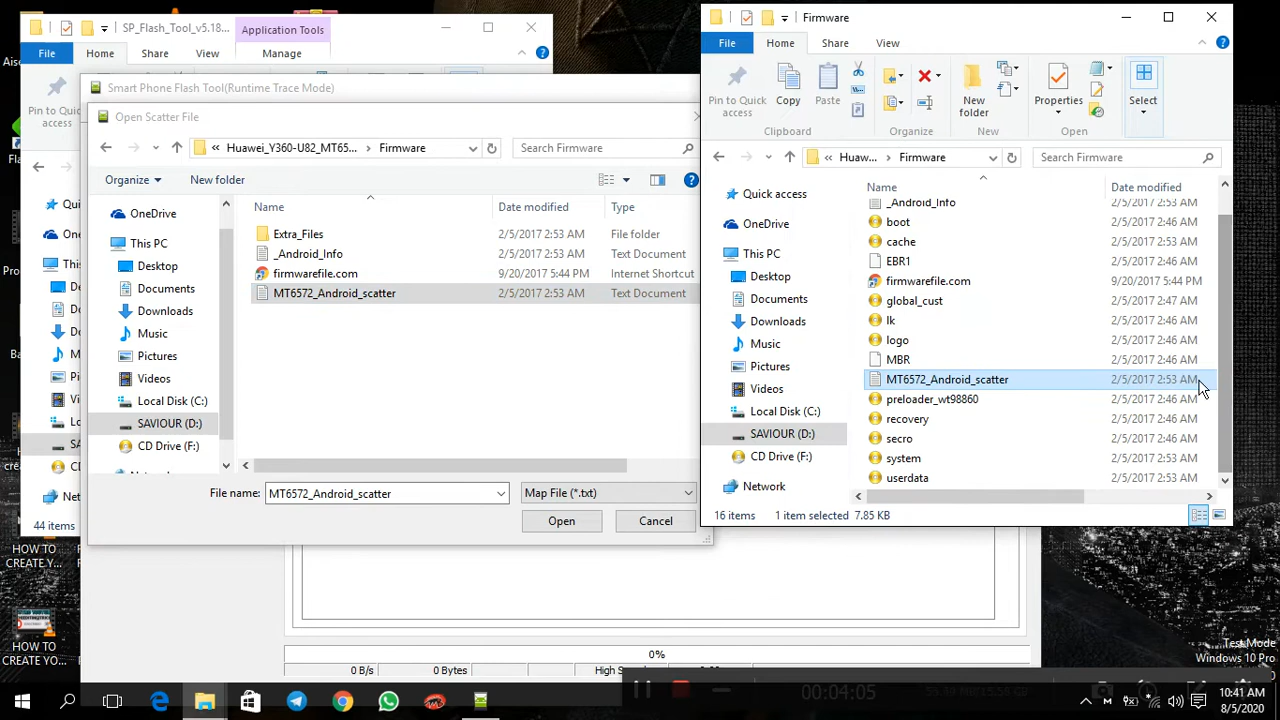 SP_Flash_Tool_v5.18...
Application Tools
File
Home
Share
View
Manage
Pin to Quick
access
Smart Phone Flash Tool(Runtime Trace Mode)
Open Scatter File
Huawei_Y360-U82_MT65...
Firmware
Search Firmware
Organize
New folder
OneDrive
This PC
Desktop
Documents
Downloads
Music
Pictures
Videos
Local Disk (C:)
SAVIOUR (D:)
CD Drive (F:)
Name
Date modified
Type
Extra_Files
2/5/2017 2:53 AM
File folder
_Android_Info
2/5/2017 2:53 AM
Text Document
firmwarefile.com
9/20/2017 5:44 PM
Internet Shortcut
MT6572_Android_scatter
2/5/2017 2:53 AM
Text Document
File name:
MT6572_Android_scatter
Map File (*.txt)
Open
Cancel
44 items
0%
0 B/s
0 Bytes
Firmware
File
Home
Share
View
Pin to Quick
access
Copy
Paste
Clipboard
Organize
New
folder
New
Properties
Open
Select
Huaw...
Firmware
Search Firmware
Quick access
OneDrive
This PC
Desktop
Documents
Downloads
Music
Pictures
Videos
Local Disk (C:)
SAVIOUR (D:)
CD Drive (F:)
Network
Name
Date modified
_Android_Info
2/5/2017 2:53 AM
boot
2/5/2017 2:46 AM
cache
2/5/2017 2:46 AM
EBR1
2/5/2017 2:46 AM
firmwarefile.com
9/20/2017 5:44 PM
global_cust
2/5/2017 2:47 AM
lk
2/5/2017 2:46 AM
logo
2/5/2017 2:46 AM
MBR
2/5/2017 2:46 AM
MT6572_Android_scatter
2/5/2017 2:53 AM
preloader_wt98860
2/5/2017 2:46 AM
recovery
2/5/2017 2:46 AM
secro
2/5/2017 2:46 AM
system
2/5/2017 2:53 AM
userdata
2/5/2017 2:53 AM
16 items
1 item selected 7.85 KB
HOW TO
CREATE Y...
HOW TO
CREATE YO...
Test Mode
Windows 10 Pro
00:04:05
10:41 AM
8/5/2020